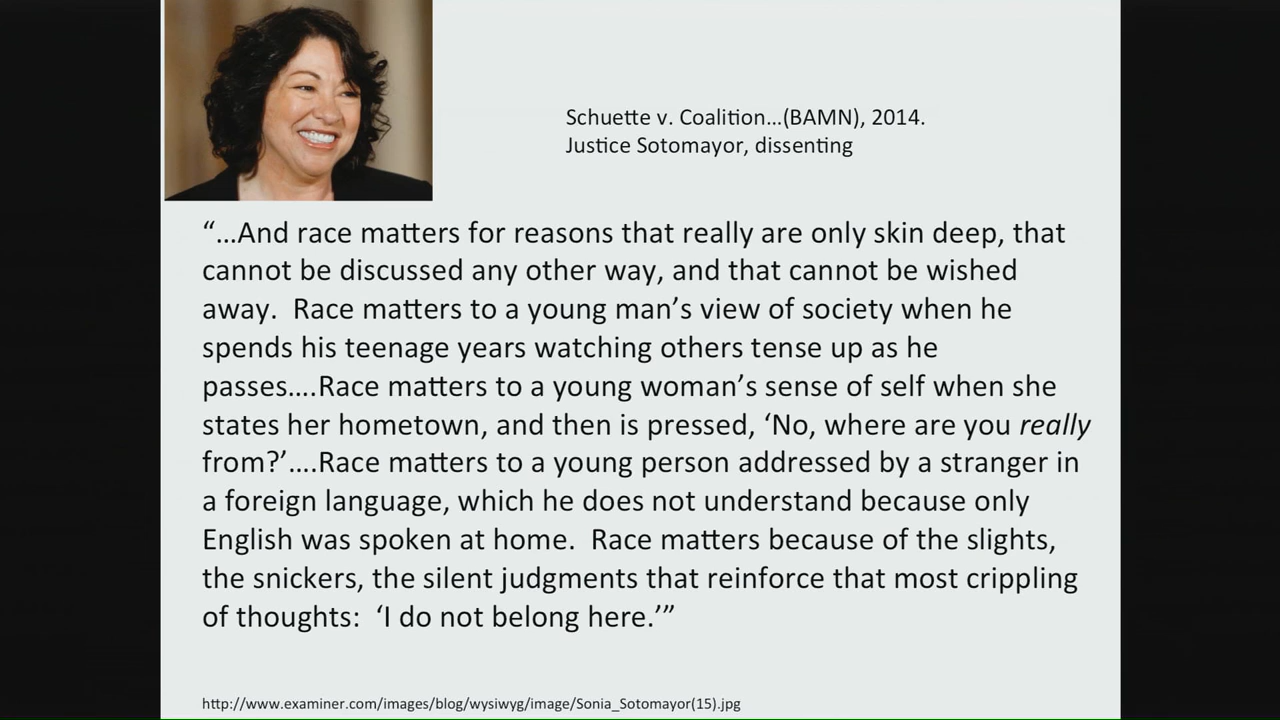 Schuette v. Coalition...(BAMN), 2014.
Justice Sotomayor, dissenting
“...And race matters for reasons that really are only skin deep, that
cannot be discussed any other way, and that cannot be wished
away.  Race matters to a young man’s view of society when he
spends his teenage years watching others tense up as he
passes....Race matters to a young woman’s sense of self when she
states her hometown, and then is pressed, ‘No, where are you really
from?’....Race matters to a young person addressed by a stranger in
a foreign language, which he does not understand because only
English was spoken at home.  Race matters because of the slights,
the snickers, the silent judgments that reinforce that most crippling
of thoughts:  ‘I do not belong here.’”
http://www.examiner.com/images/blog/wysiwyg/image/Sonia_Sotomayor(15).jpg